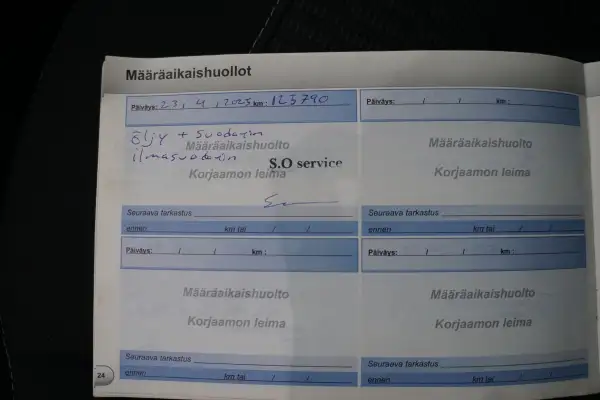 Määräaikaishuollot
Päiväys: 23, 4, 2025 km: 125790
Päiväys: / / km:
öljy + suodatin
ilmasuodatin
Määräaikaishuolto
S.O service
Korjaamon leima
Määräaikaishuolto
Korjaamon leima
Seuraava tarkastus
ennen km tai / /
Seuraava tarkastus
ennen km tai / /
Päiväys: / / km:
Päiväys: / / km:
Määräaikaishuolto
Korjaamon leima
Määräaikaishuolto
Korjaamon leima
Seuraava tarkastus
ennen km tai / /
Seuraava tarkastus
ennen km tai / /
24